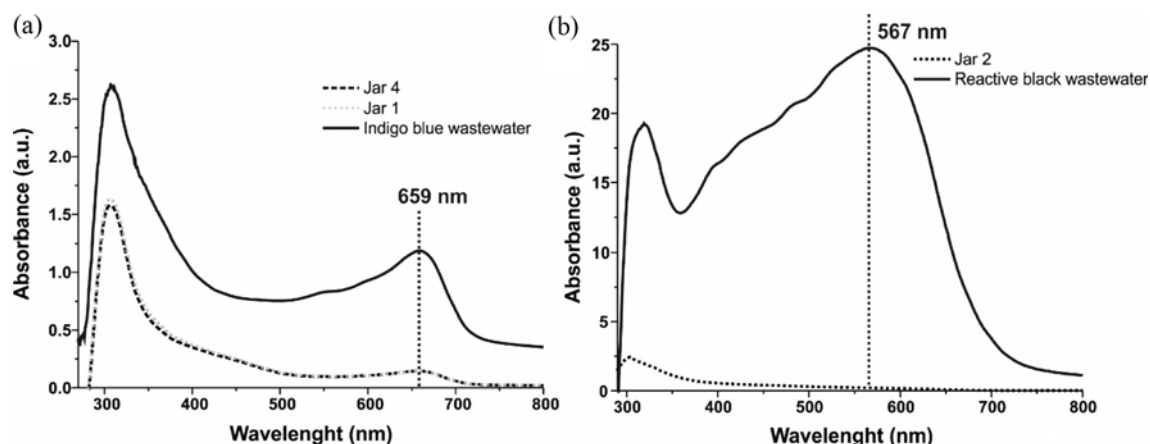 (a)
3.0
2.5
2.0
1.5
1.0
0.5
0.0
Absorbance (a.u.)
Jar 4
Jar 1
Indigo blue wastewater
659 nm
300 400 500 600 700 800
Wavelenght (nm)
(b)
25
20
15
10
5
0
Absorbance (a.u.)
567 nm
Jar 2
Reactive black wastewater
300 400 500 600 700 800
Wavelenght (nm)